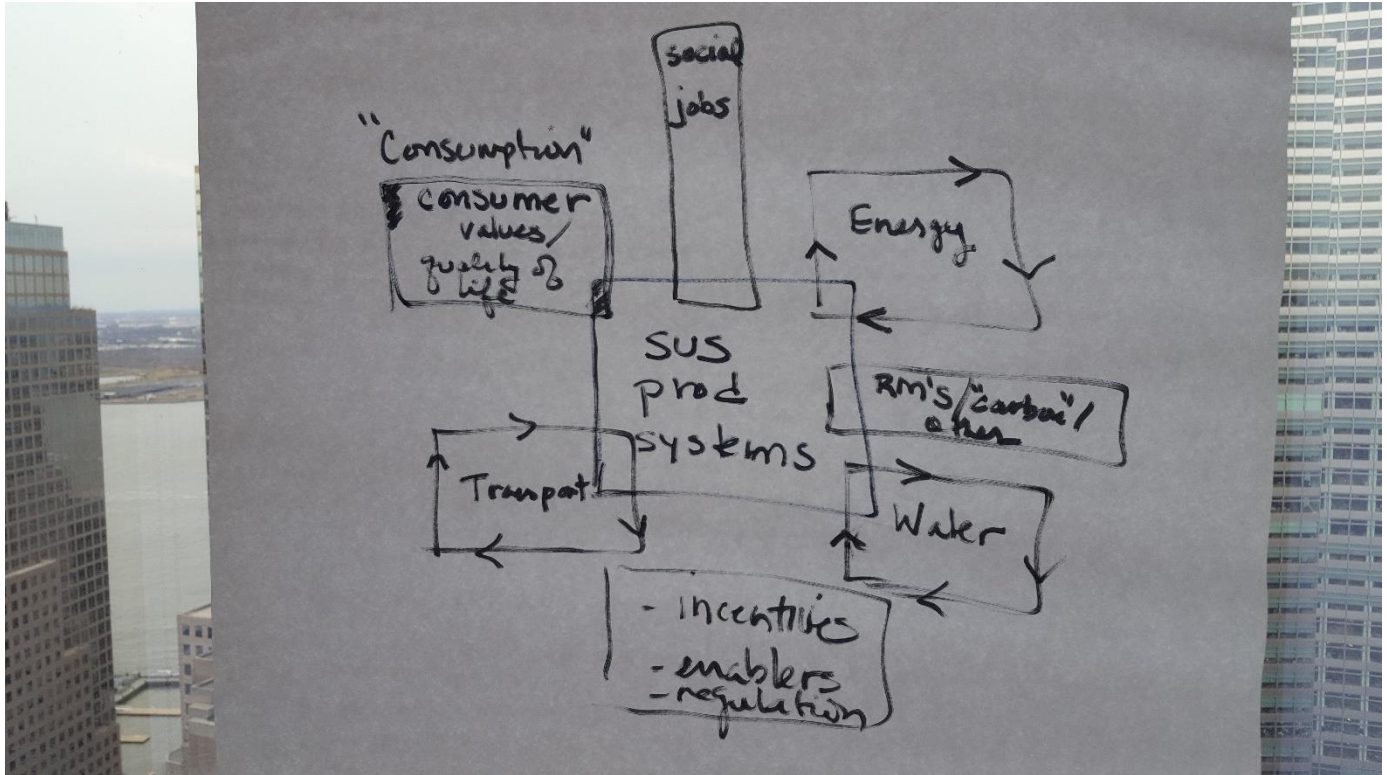 social
jobs
"Consumption"
consumer
values/
quality of
life
Energy
sus
prod
systems
RM's/"carbon"/
other
Transport
Water
- incentives
- enablers
- regulation